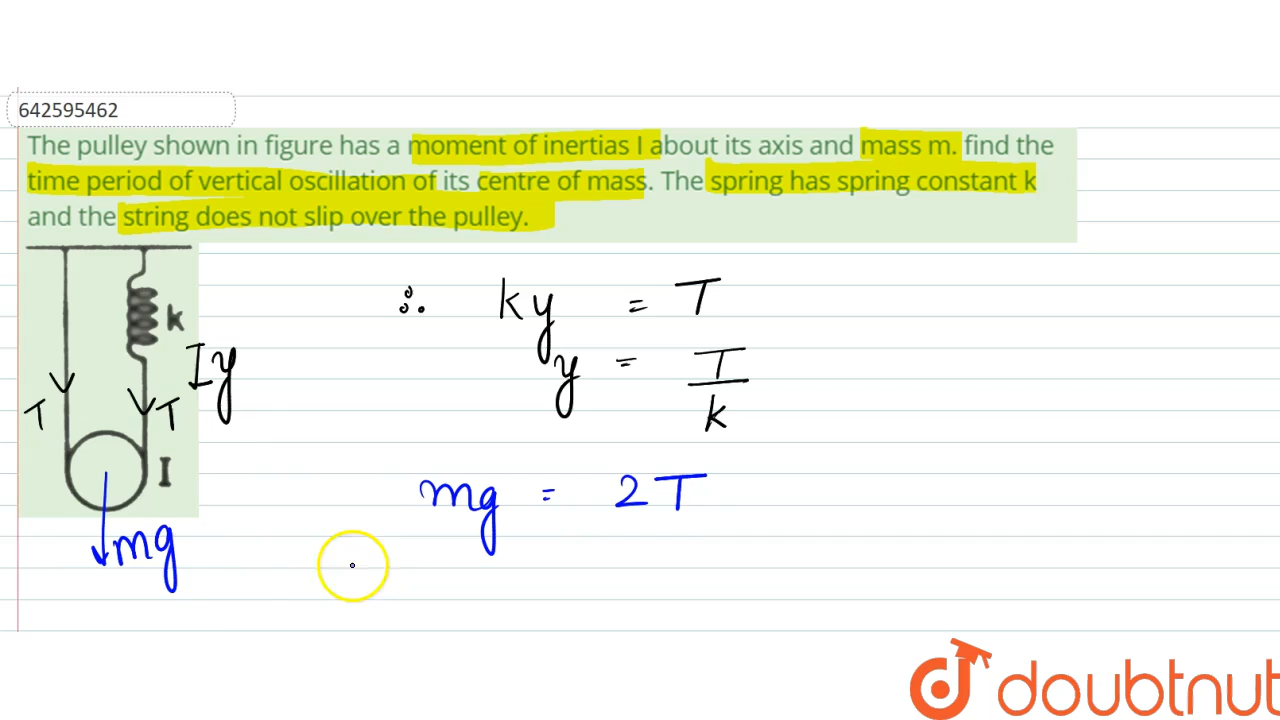 642595462
The pulley shown in figure has a moment of inertias I about its axis and mass m. find the
time period of vertical oscillation of its centre of mass. The spring has spring constant k
and the string does not slip over the pulley.
k
Iy
T T
I
mg
∴ ky = T
y = T/k
mg = 2T
doubtnut